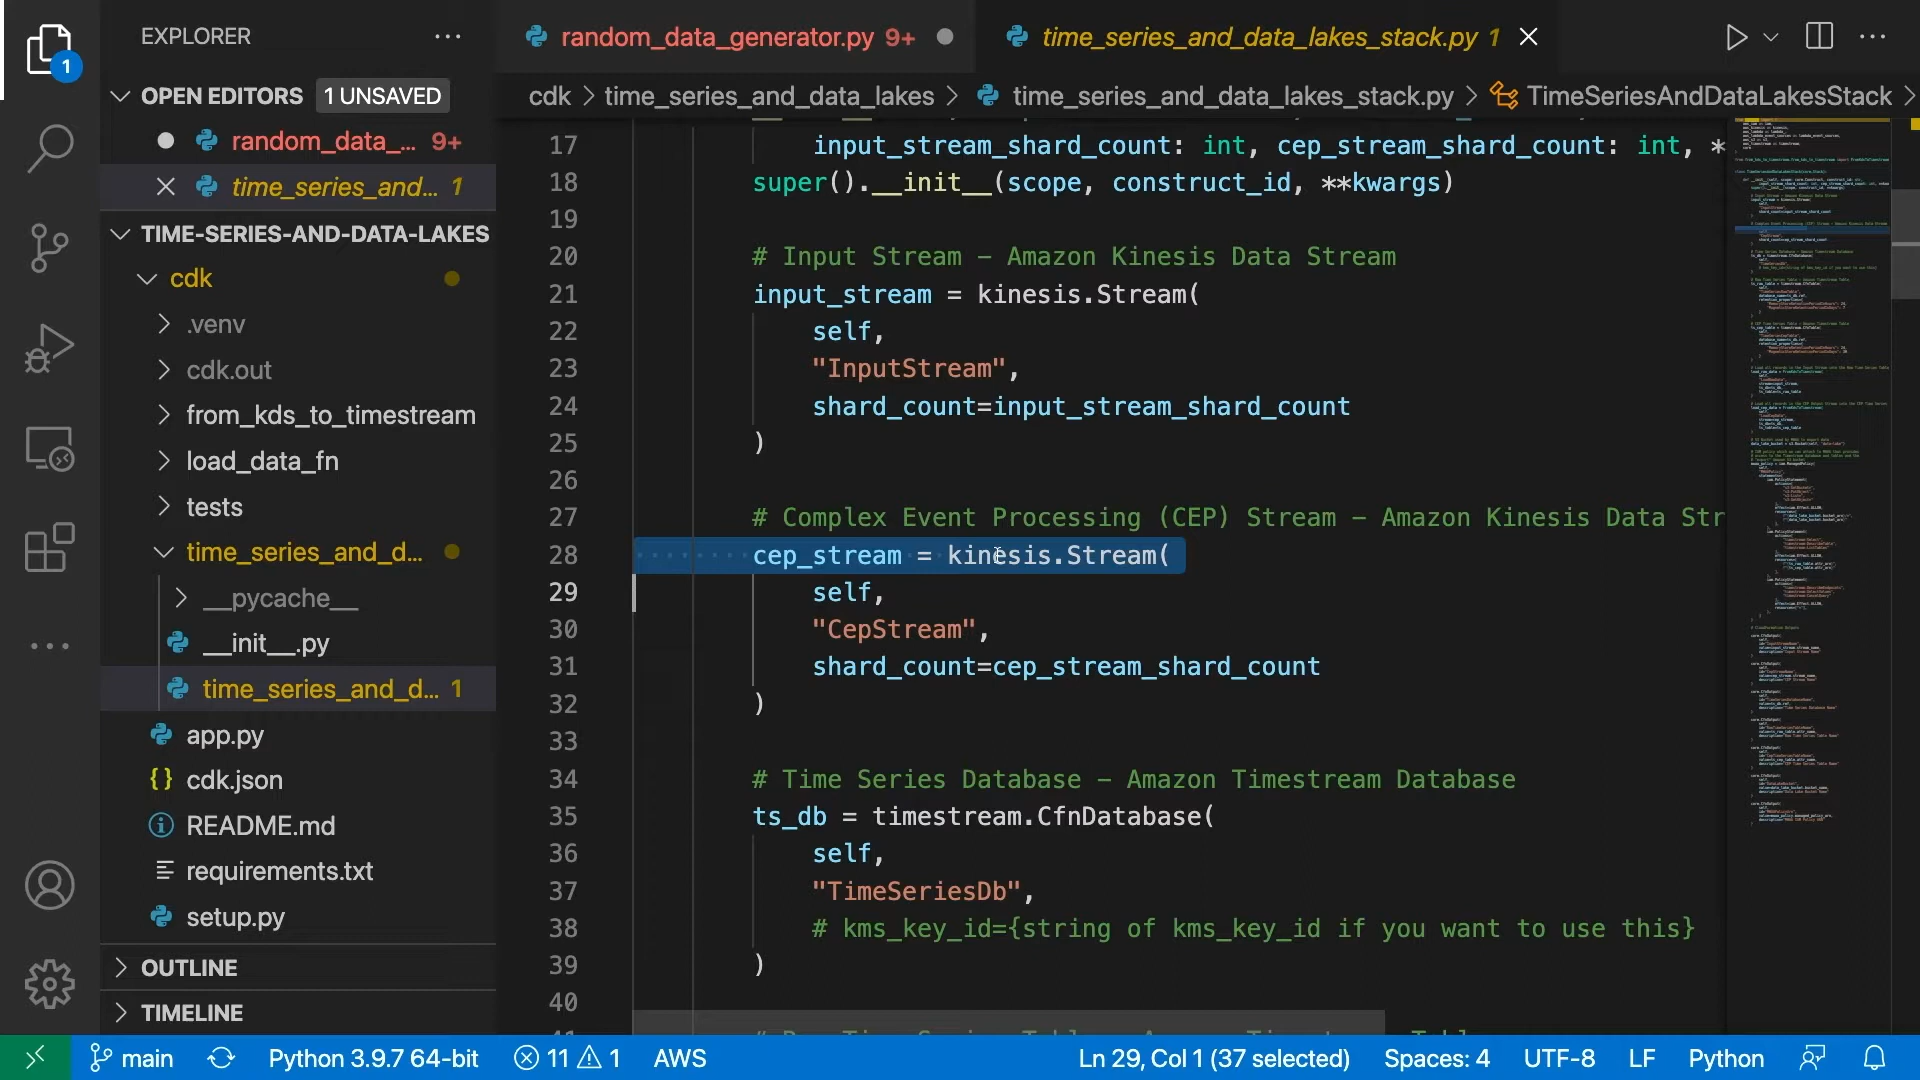 1
EXPLORER ···
OPEN EDITORS 1 UNSAVED
random_data_... 9+
time_series_and... 1
TIME-SERIES-AND-DATA-LAKES
cdk
.venv
cdk.out
from_kds_to_timestream
load_data_fn
tests
time_series_and_d...
__pycache__
__init__.py
time_series_and_d... 1
app.py
cdk.json
README.md
requirements.txt
setup.py
OUTLINE
TIMELINE
random_data_generator.py 9+
time_series_and_data_lakes_stack.py 1
cdk > time_series_and_data_lakes > time_series_and_data_lakes_stack.py > TimeSeriesAndDataLakesStack >
17 input_stream_shard_count: int, cep_stream_shard_count: int, *
18 super().__init__(scope, construct_id, **kwargs)
19
20 # Input Stream – Amazon Kinesis Data Stream
21 input_stream = kinesis.Stream(
22 self,
23 "InputStream",
24 shard_count=input_stream_shard_count
25 )
26
27 # Complex Event Processing (CEP) Stream – Amazon Kinesis Data Str
28 cep_stream = kinesis.Stream(
29 self,
30 "CepStream",
31 shard_count=cep_stream_shard_count
32 )
33
34 # Time Series Database – Amazon Timestream Database
35 ts_db = timestream.CfnDatabase(
36 self,
37 "TimeSeriesDb",
38 # kms_key_id={string of kms_key_id if you want to use this}
39 )
40
main Python 3.9.7 64-bit 11 1 AWS Ln 29, Col 1 (37 selected) Spaces: 4 UTF-8 LF Python